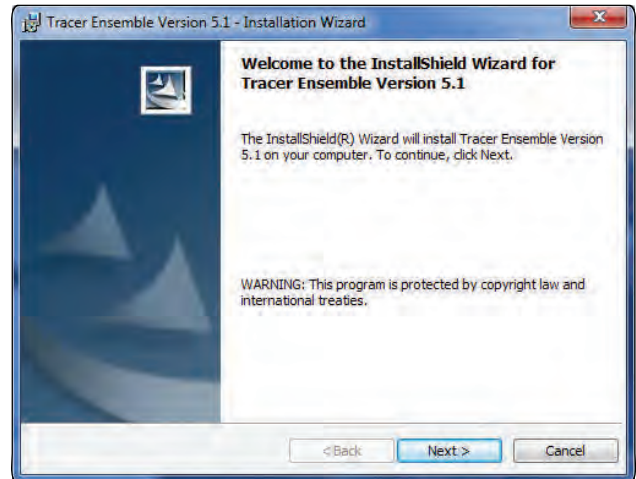 Tracer Ensemble Version 5.1 - Installation Wizard
Welcome to the InstallShield Wizard for
Tracer Ensemble Version 5.1
The InstallShield(R) Wizard will install Tracer Ensemble Version
5.1 on your computer. To continue, click Next.
WARNING: This program is protected by copyright law and
international treaties.
< Back
Next >
Cancel